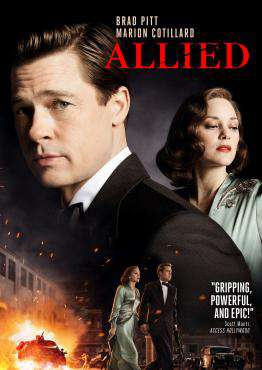 BRAD PITT
MARION COTILLARD
ALLIED
"GRIPPING,
POWERFUL,
AND EPIC!"
Scott Mantz,
ACCESS HOLLYWOOD